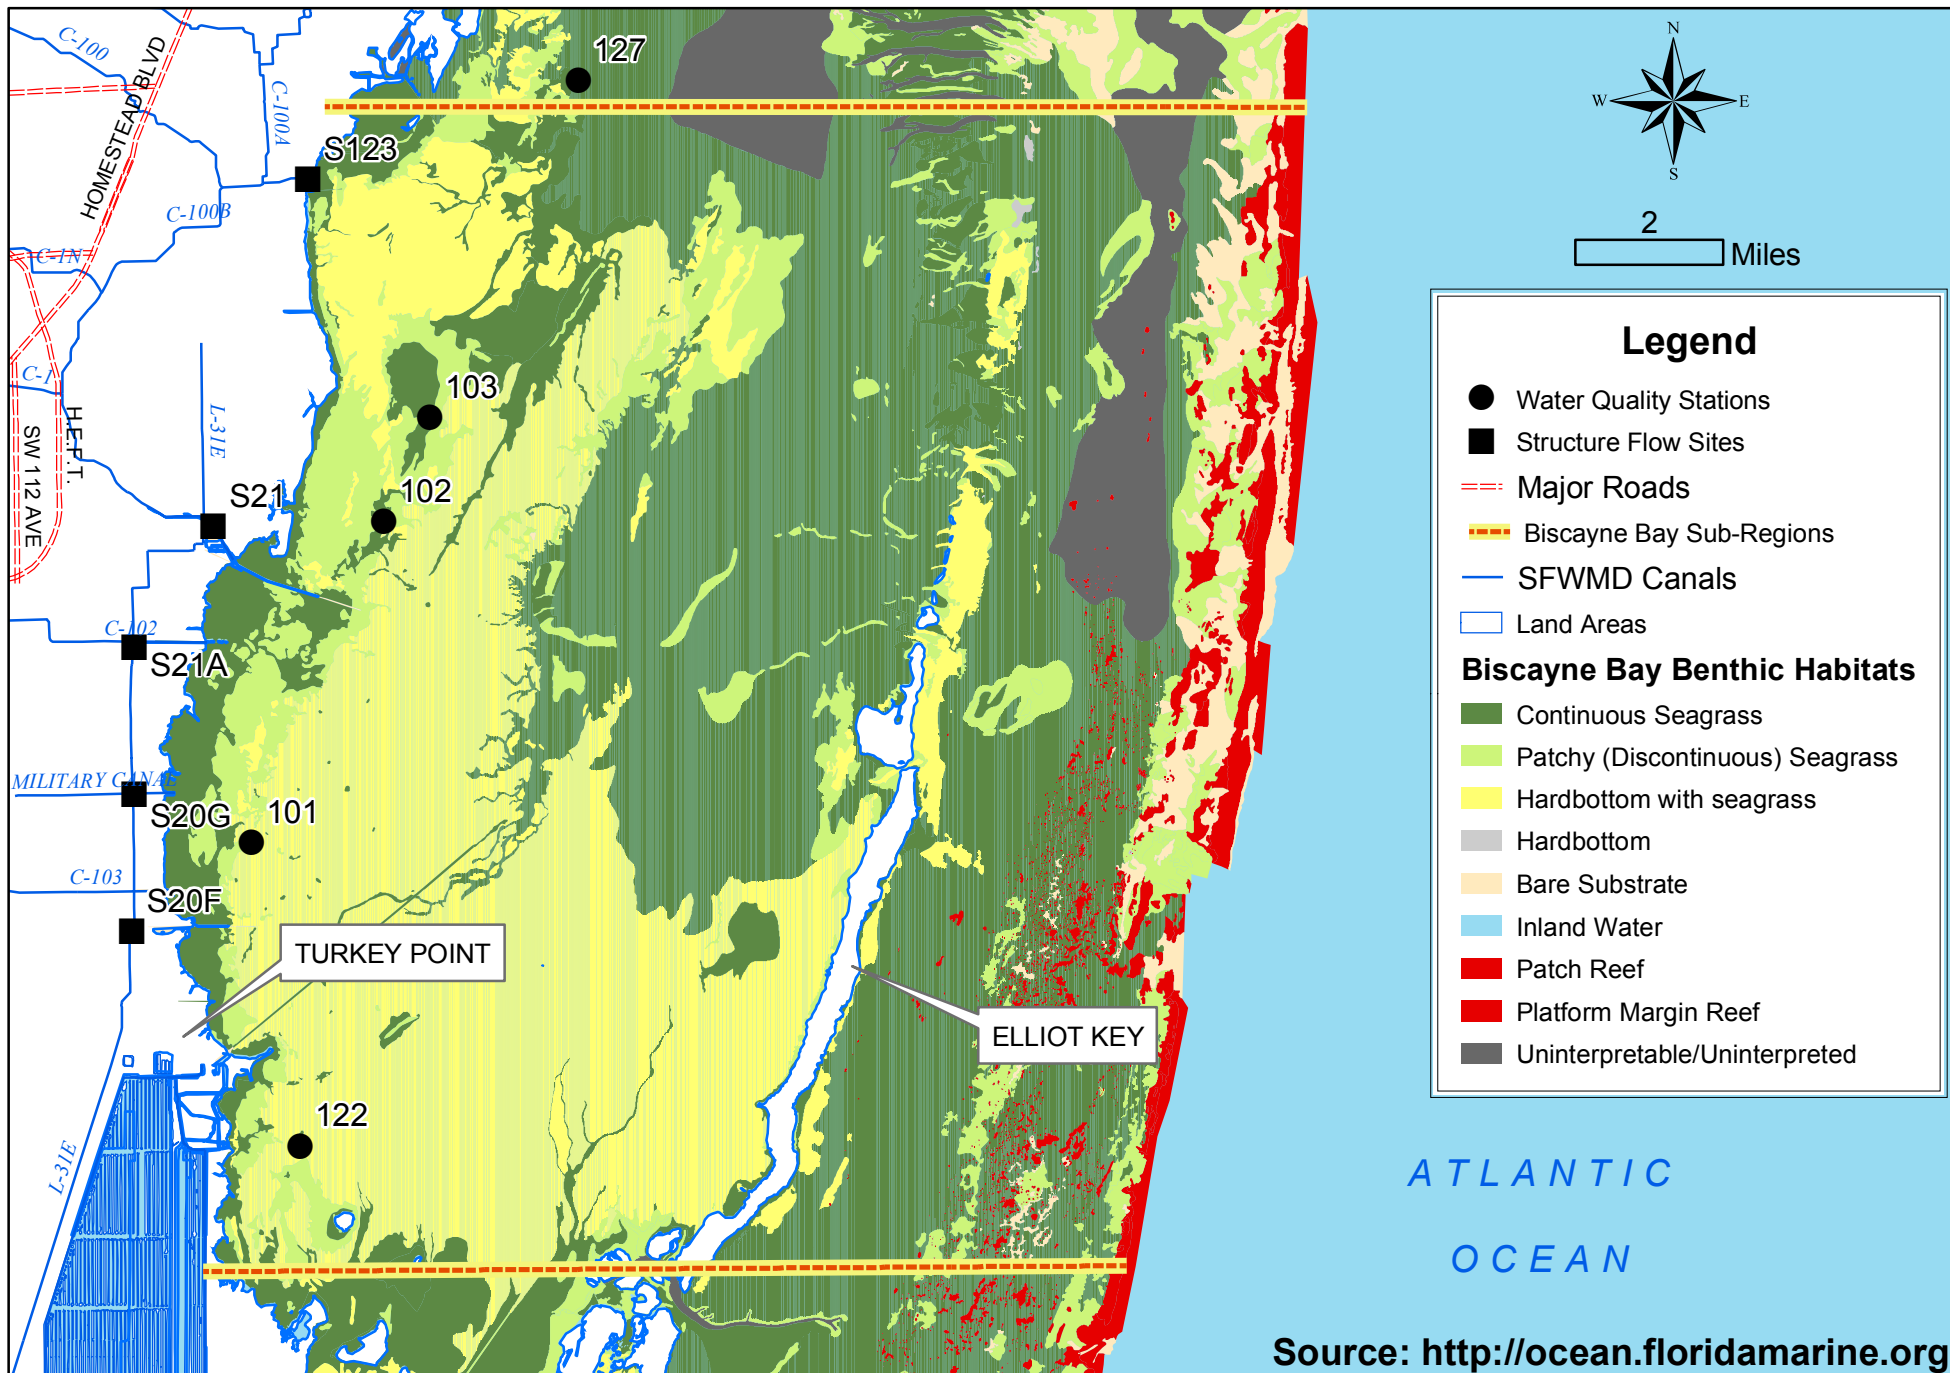 C-100
HOMESTEAD BLVD
C-100A
127
N
W
E
S
S123
C-100B
2
Miles
C-1N
C-1
H.E.F.T.
SW 112 AVE
L-31E
103
102
S21
C-102
S21A
MILITARY CANAL
S20G
101
C-103
S20F
TURKEY POINT
ELLIOT KEY
122
L-31E
Legend
Water Quality Stations
Structure Flow Sites
Major Roads
Biscayne Bay Sub-Regions
SFWMD Canals
Land Areas
Biscayne Bay Benthic Habitats
Continuous Seagrass
Patchy (Discontinuous) Seagrass
Hardbottom with seagrass
Hardbottom
Bare Substrate
Inland Water
Patch Reef
Platform Margin Reef
Uninterpretable/Uninterpreted
ATLANTIC
OCEAN
Source: http://ocean.floridamarine.org